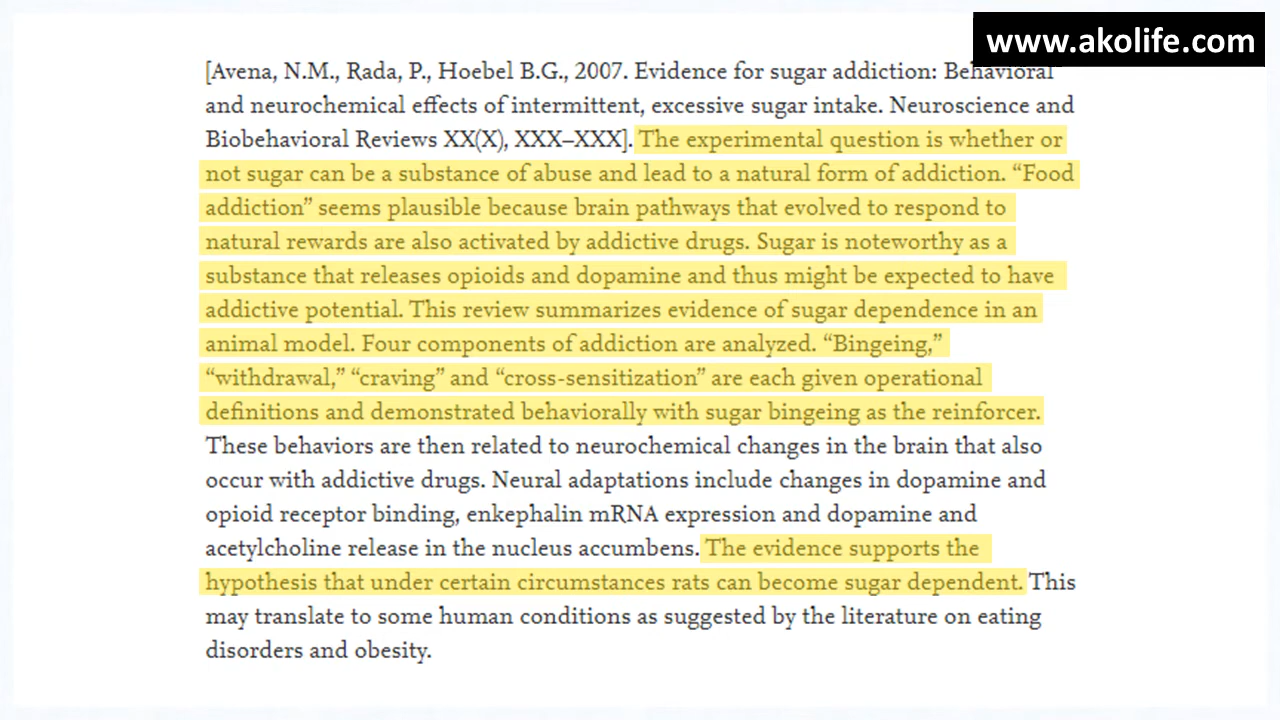 www.akolife.com
[Avena, N.M., Rada, P., Hoebel B.G., 2007. Evidence for sugar addiction: Behavioral
and neurochemical effects of intermittent, excessive sugar intake. Neuroscience and
Biobehavioral Reviews XX(X), XXX–XXX]. The experimental question is whether or
not sugar can be a substance of abuse and lead to a natural form of addiction. “Food
addiction” seems plausible because brain pathways that evolved to respond to
natural rewards are also activated by addictive drugs. Sugar is noteworthy as a
substance that releases opioids and dopamine and thus might be expected to have
addictive potential. This review summarizes evidence of sugar dependence in an
animal model. Four components of addiction are analyzed. “Bingeing,”
“withdrawal,” “craving” and “cross-sensitization” are each given operational
definitions and demonstrated behaviorally with sugar bingeing as the reinforcer.
These behaviors are then related to neurochemical changes in the brain that also
occur with addictive drugs. Neural adaptations include changes in dopamine and
opioid receptor binding, enkephalin mRNA expression and dopamine and
acetylcholine release in the nucleus accumbens. The evidence supports the
hypothesis that under certain circumstances rats can become sugar dependent. This
may translate to some human conditions as suggested by the literature on eating
disorders and obesity.